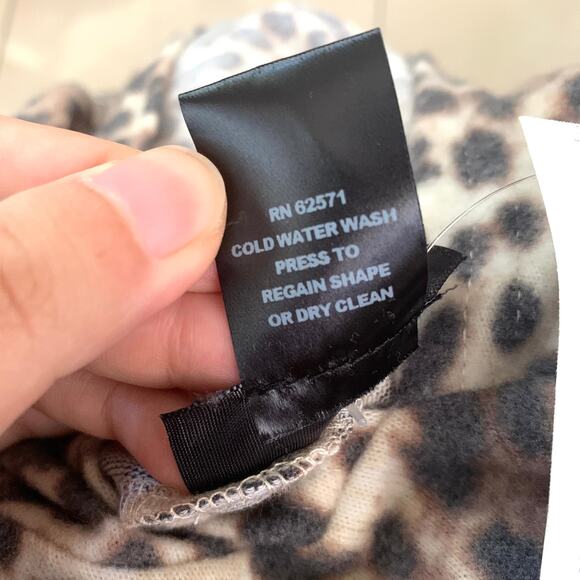 RN 62571
COLD WATER WASH
PRESS TO
REGAIN SHAPE
OR DRY CLEAN